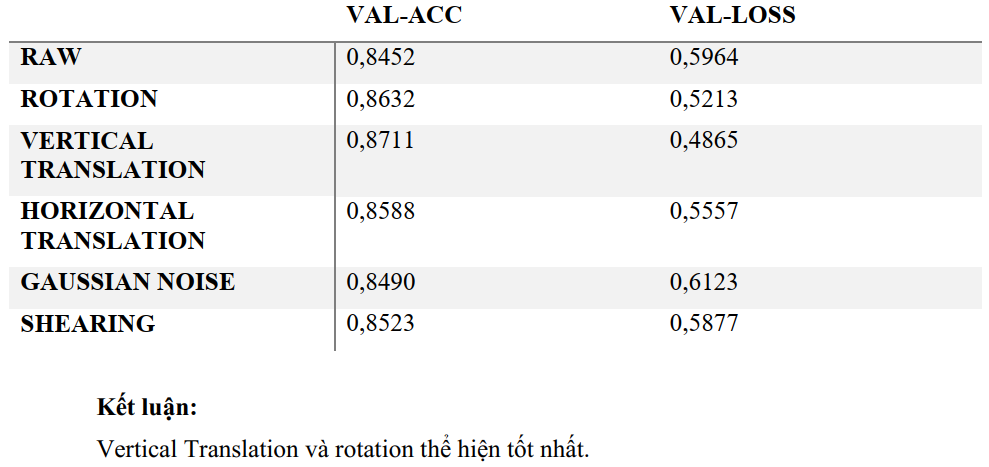 VAL-ACC VAL-LOSS
RAW 0,8452 0,5964
ROTATION 0,8632 0,5213
VERTICAL 0,8711 0,4865
TRANSLATION
HORIZONTAL 0,8588 0,5557
TRANSLATION
GAUSSIAN NOISE 0,8490 0,6123
SHEARING 0,8523 0,5877
Kết luận:
Vertical Translation và rotation thể hiện tốt nhất.